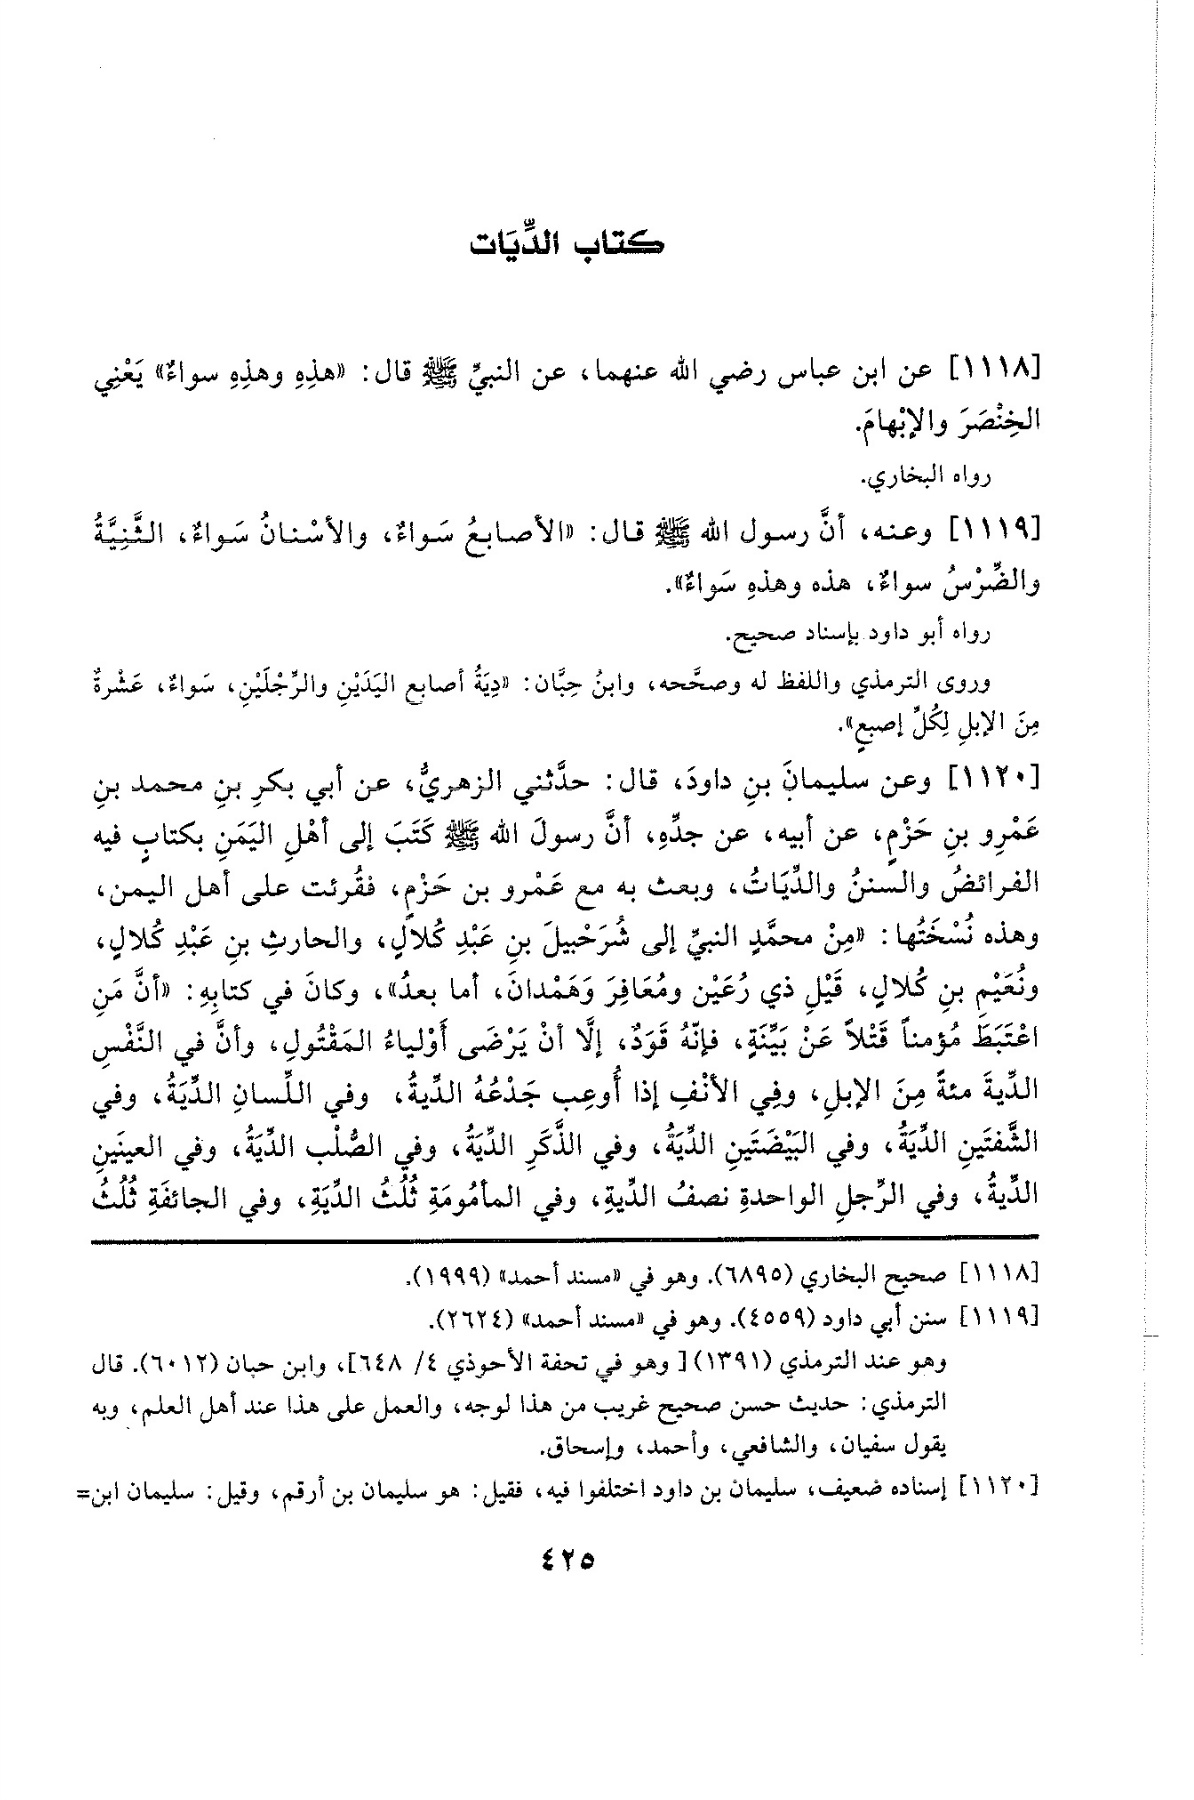 كتاب الدِّيَات
[١١١٨] عن ابن عباس رضي الله عنهما، عن النبيِّ ﷺ قال: «هذِهِ وهذِهِ سواءٌ» يَعْنِي
الخِنْصَرَ والإبْهامَ.
رواه البخاري.
[١١١٩] وعنه، أنَّ رسول الله ﷺ قال: «الأصابعُ سَواءٌ، والأسْنانُ سَواءٌ، الثَّنِيَّةُ
والضِّرْسُ سواءٌ، هذه وهذهِ سَواءٌ».
رواه أبو داود بإسناد صحيح.
وروى الترمذي واللفظ له وصحَّحه، وابنُ حِبَّان: «دِيَةُ أصابع اليَدَيْنِ والرِّجْلَيْنِ، سَواءٌ، عَشْرةٌ
مِنَ الإبلِ لِكُلِّ إصبعٍ».
[١١٢٠] وعن سليمانَ بنِ داودَ، قال: حدَّثني الزهريُّ، عن أبي بكرِ بنِ محمد بنِ
عَمْرِو بنِ حَزْمٍ، عن أبيه، عن جدِّهِ، أنَّ رسولَ الله ﷺ كَتَبَ إلى أهْلِ اليَمَنِ بكتابٍ فيه
الفرائضُ والسننُ والدِّيَاتُ، وبعث به مع عَمْرو بن حَزْمٍ، فقُرئت على أهل اليمن،
وهذه نُسْخَتُها: «مِنْ محمَّدٍ النبيِّ إلى شُرَحْبيلَ بنِ عَبْدِ كُلالٍ، والحارثِ بنِ عَبْدِ كُلالٍ،
ونُعَيْمِ بنِ كُلالٍ، قَيْلِ ذي رُعَيْن ومُعَافِرَ وَهَمْدانَ، أما بعدُ»، وكانَ في كتابِهِ: «أنَّ مَنِ
اعْتَبَطَ مُؤمناً قَتْلاً عَنْ بَيِّنَةٍ، فإنّهُ قَوَدٌ، إلَّا أنْ يَرْضَى أَوْلياءُ المَقْتُولِ، وأنَّ في النَّفْسِ
الدِّيةَ مئةً مِنَ الإبلِ، وفِي الأنْفِ إذا أُوعِب جَدْعُهُ الدِّيةُ، وفي اللِّسانِ الدِّيَةُ، وفي
الشَّفتَينِ الدِّيَةُ، وفي البَيْضَتَينِ الدِّيَةُ، وفي الذَّكَرِ الدِّيَةُ، وفي الصُّلْب الدِّيَةُ، وفي العينَينِ
الدِّيةُ، وفي الرِّجلِ الواحدةِ نصفُ الدِّيةِ، وفي المأمُومَةِ ثُلُثُ الدِّيَةِ، وفي الجائفَةِ ثُلُثُ
[١١١٨] صحيح البخاري (٦٨٩٥). وهو في «مسند أحمد» (١٩٩٩).
[١١١٩] سنن أبي داود (٤٥٥٩). وهو في «مسند أحمد» (٢٦٢٤).
وهو عند الترمذي (١٣٩١)[ وهو في تحفة الأحوذي ٤/ ٦٤٨]، وابن حبان (٦٠١٢). قال
الترمذي: حديث حسن صحيح غريب من هذا لوجه، والعمل على هذا عند أهل العلم، وبه
يقول سفيان، والشافعي، وأحمد، وإسحاق.
[١١٢٠] إسناده ضعيف، سليمان بن داود اختلفوا فيه، فقيل: هو سليمان بن أرقم، وقيل: سليمان ابن=
٤٢٥